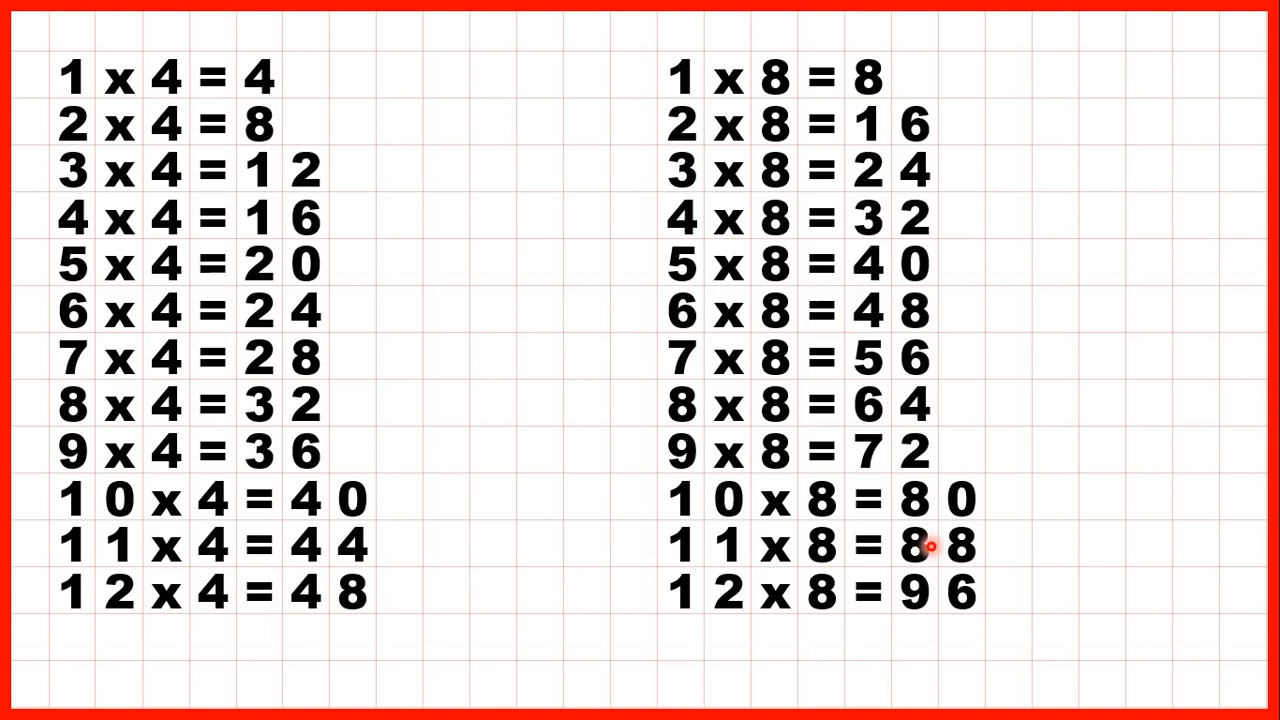 1 x 4 = 4
2 x 4 = 8
3 x 4 = 1 2
4 x 4 = 1 6
5 x 4 = 2 0
6 x 4 = 2 4
7 x 4 = 2 8
8 x 4 = 3 2
9 x 4 = 3 6
1 0 x 4 = 4 0
1 1 x 4 = 4 4
1 2 x 4 = 4 8
1 x 8 = 8
2 x 8 = 1 6
3 x 8 = 2 4
4 x 8 = 3 2
5 x 8 = 4 0
6 x 8 = 4 8
7 x 8 = 5 6
8 x 8 = 6 4
9 x 8 = 7 2
1 0 x 8 = 8 0
1 1 x 8 = 8 8
1 2 x 8 = 9 6